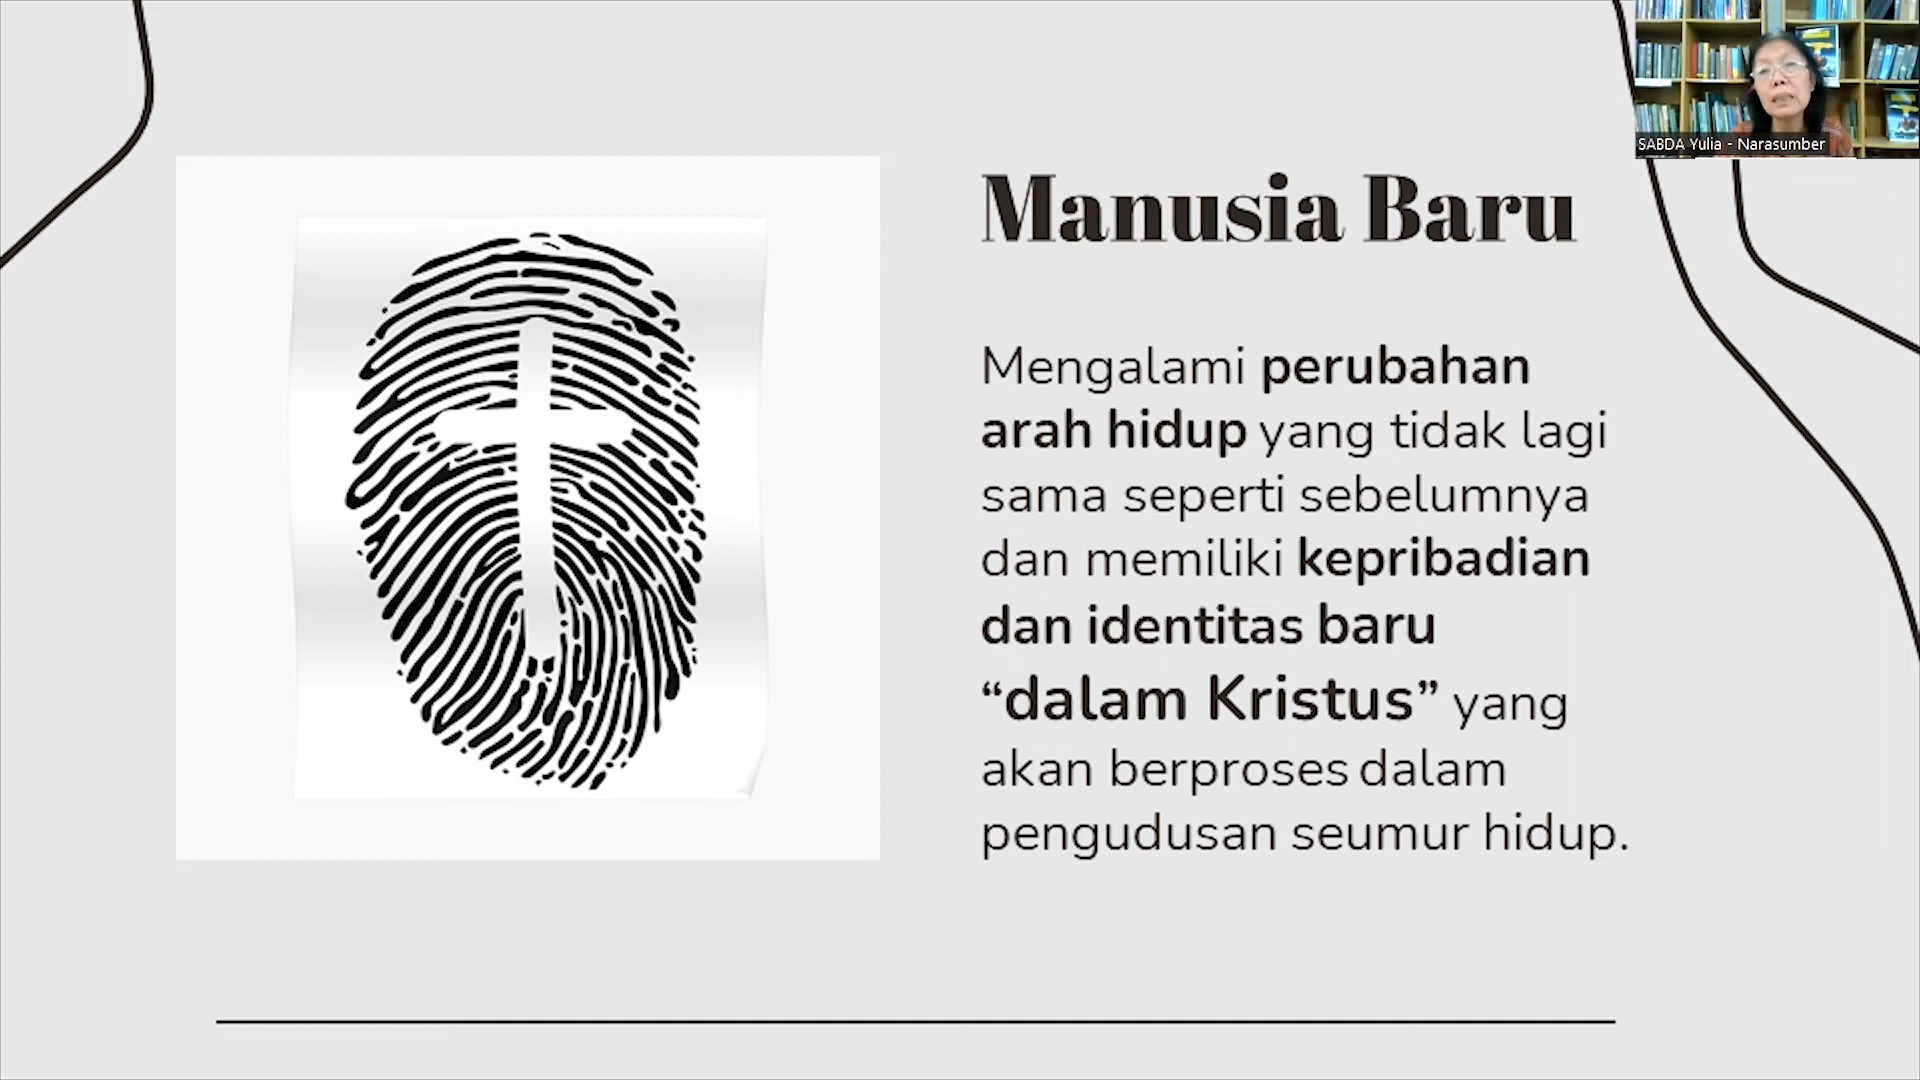 SABDA Yulia - Narasumber
Manusia Baru
Mengalami perubahan
arah hidup yang tidak lagi
sama seperti sebelumnya
dan memiliki kepribadian
dan identitas baru
“dalam Kristus” yang
akan berproses dalam
pengudusan seumur hidup.